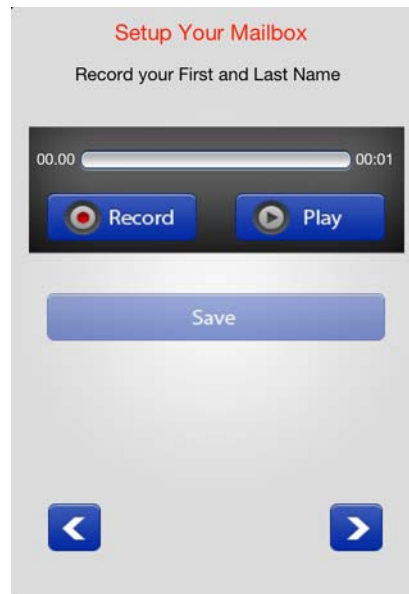 Setup Your Mailbox
Record your First and Last Name
00.00 00:01
Record Play
Save